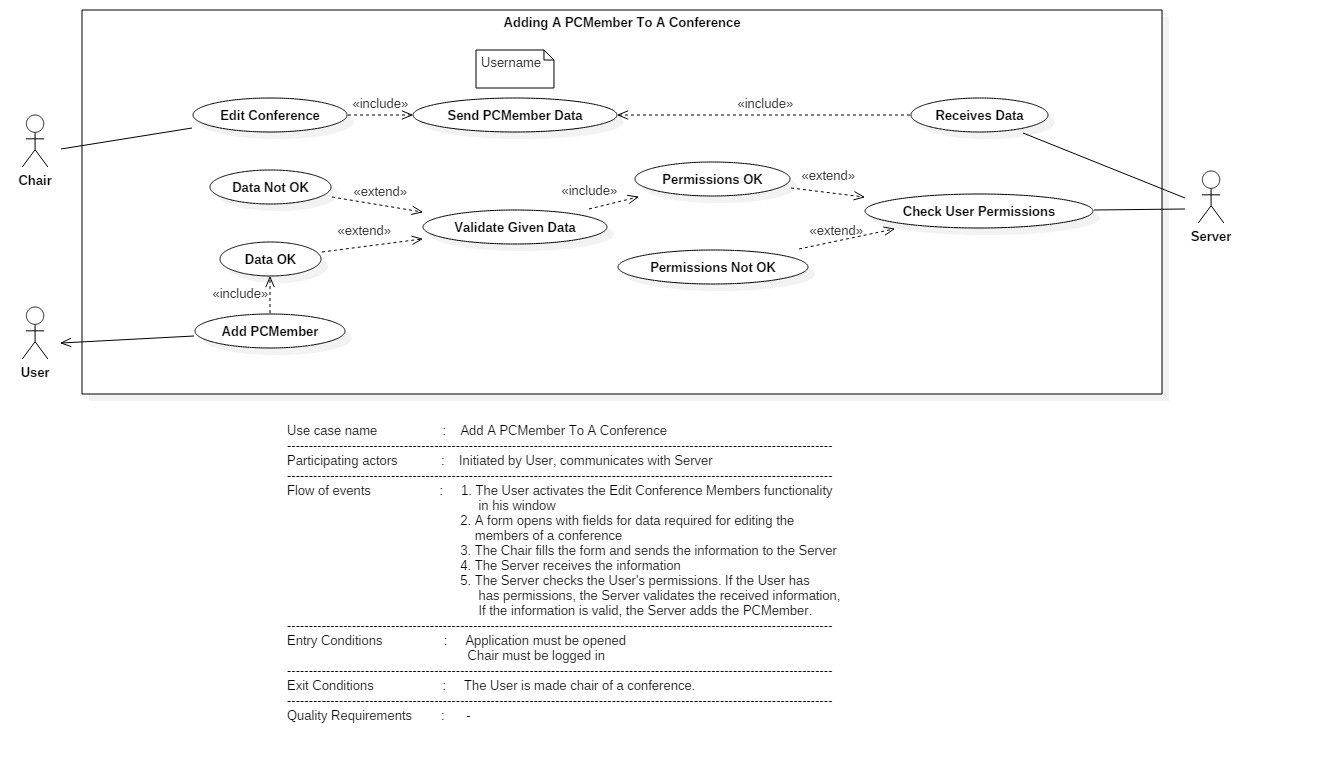 Adding A PCMember To A Conference
Username
Edit Conference
«include»
Send PCMember Data
«include»
Receives Data
Chair
Data Not OK
«extend»
«include»
Permissions OK
«extend»
Check User Permissions
Validate Given Data
«extend»
«extend»
Server
Data OK
Permissions Not OK
«include»
Add PCMember
User
Use case name : Add A PCMember To A Conference
Participating actors : Initiated by User, communicates with Server
Flow of events : 1. The User activates the Edit Conference Members functionality
in his window
2. A form opens with fields for data required for editing the
members of a conference
3. The Chair fills the form and sends the information to the Server
4. The Server receives the information
5. The Server checks the User's permissions. If the User has
has permissions, the Server validates the received information,
If the information is valid, the Server adds the PCMember.
Entry Conditions : Application must be opened
Chair must be logged in
Exit Conditions : The User is made chair of a conference.
Quality Requirements : -